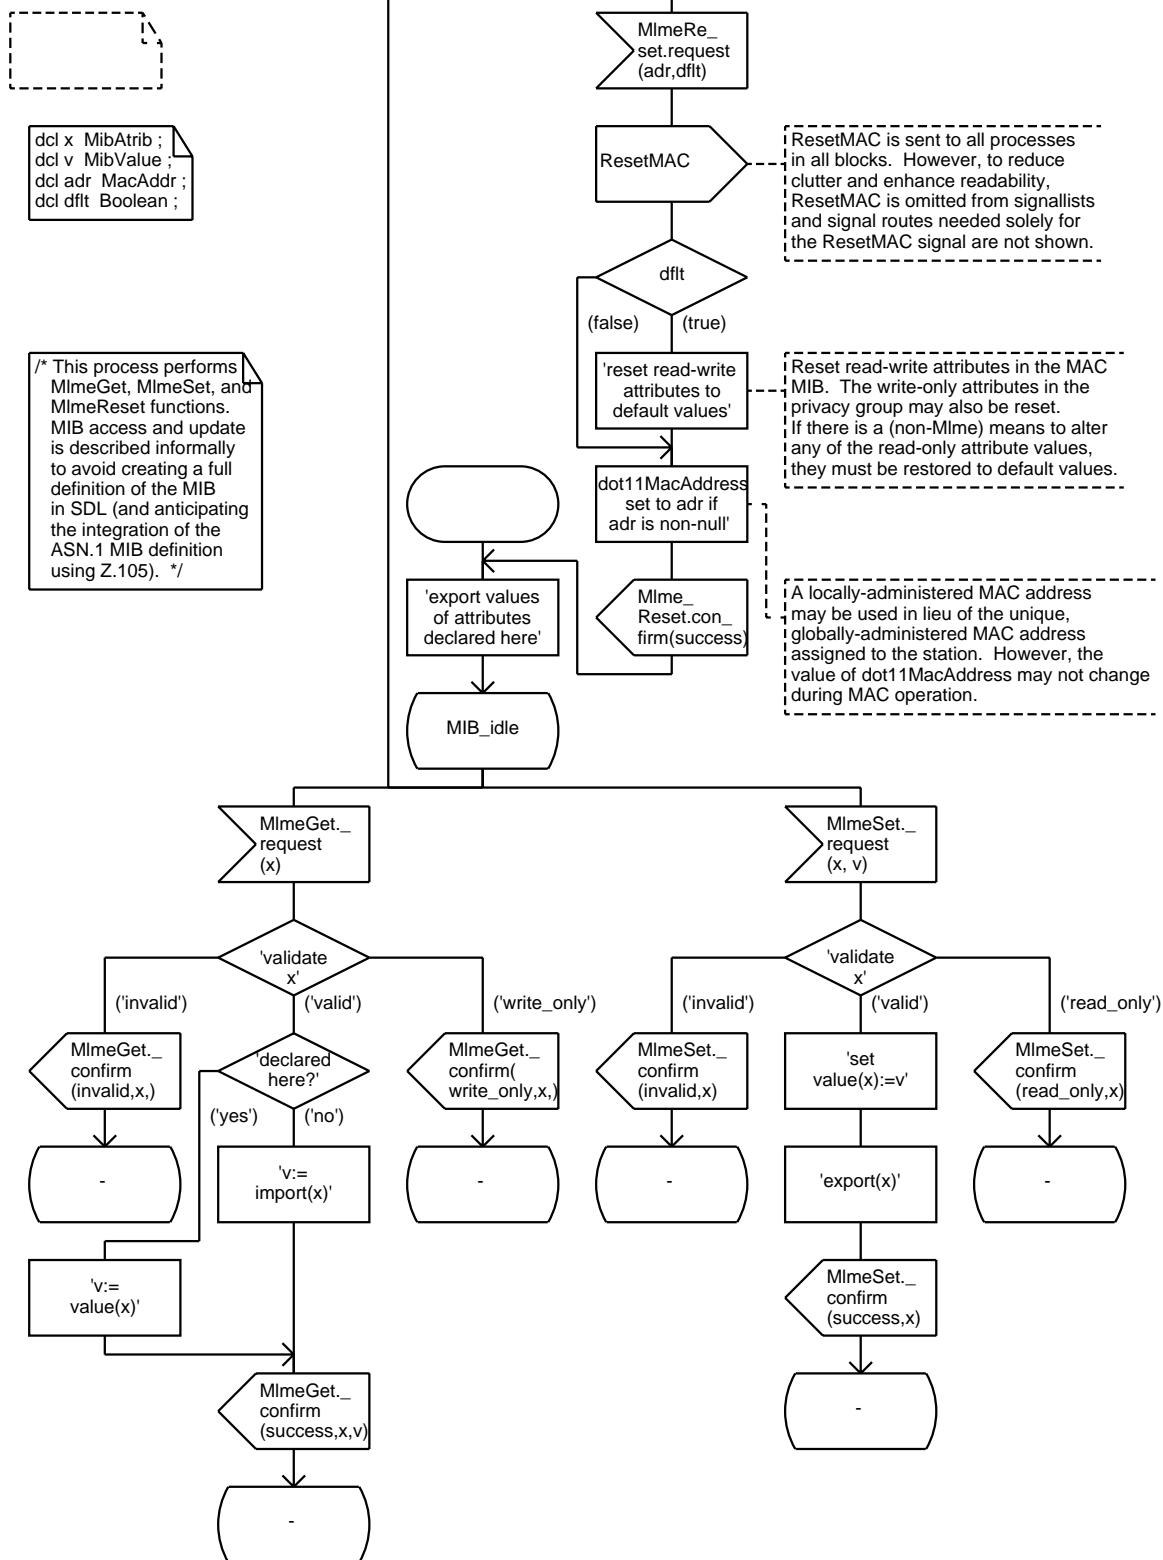 MlmeRe_
set.request
(adr,dflt)
dcl x  MibAtrib ;
dcl v  MibValue ;
dcl adr  MacAddr ;
dcl dflt  Boolean ;
ResetMAC
ResetMAC is sent to all processes
in all blocks.  However, to reduce
clutter and enhance readability,
ResetMAC is omitted from signallists
and signal routes needed solely for
the ResetMAC signal are not shown.
dflt
(false)
(true)
/* This process performs
MlmeGet, MlmeSet, and
MlmeReset functions.
MIB access and update
is described informally
to avoid creating a full
definition of the MIB
in SDL (and anticipating
the integration of the
ASN.1 MIB definition
using Z.105).  */
'reset read-write
attributes to
default values'
Reset read-write attributes in the MAC
MIB.  The write-only attributes in the
privacy group may also be reset.
If there is a (non-Mlme) means to alter
any of the read-only attribute values,
they must be restored to default values.
dot11MacAddress
set to adr if
adr is non-null'
'export values
of attributes
declared here'
Mlme_
Reset.con_
firm(success)
A locally-administered MAC address
may be used in lieu of the unique,
globally-administered MAC address
assigned to the station.  However, the
value of dot11MacAddress may not change
during MAC operation.
MIB_idle
MlmeGet._
request
(x)
MlmeSet._
request
(x, v)
'validate
x'
'validate
x'
('invalid')
('valid')
('write_only')
('invalid')
('valid')
('read_only')
MlmeGet._
confirm
(invalid,x,)
'declared
here?'
MlmeGet._
confirm(
write_only,x,)
MlmeSet._
confirm
(invalid,x)
'set
value(x):=v'
MlmeSet._
confirm
(read_only,x)
('yes')
('no')
-
'v:=
import(x)'
-
-
'export(x)'
-
'v:=
value(x)'
MlmeSet._
confirm
(success,x)
MlmeGet._
confirm
(success,x,v)
-
-